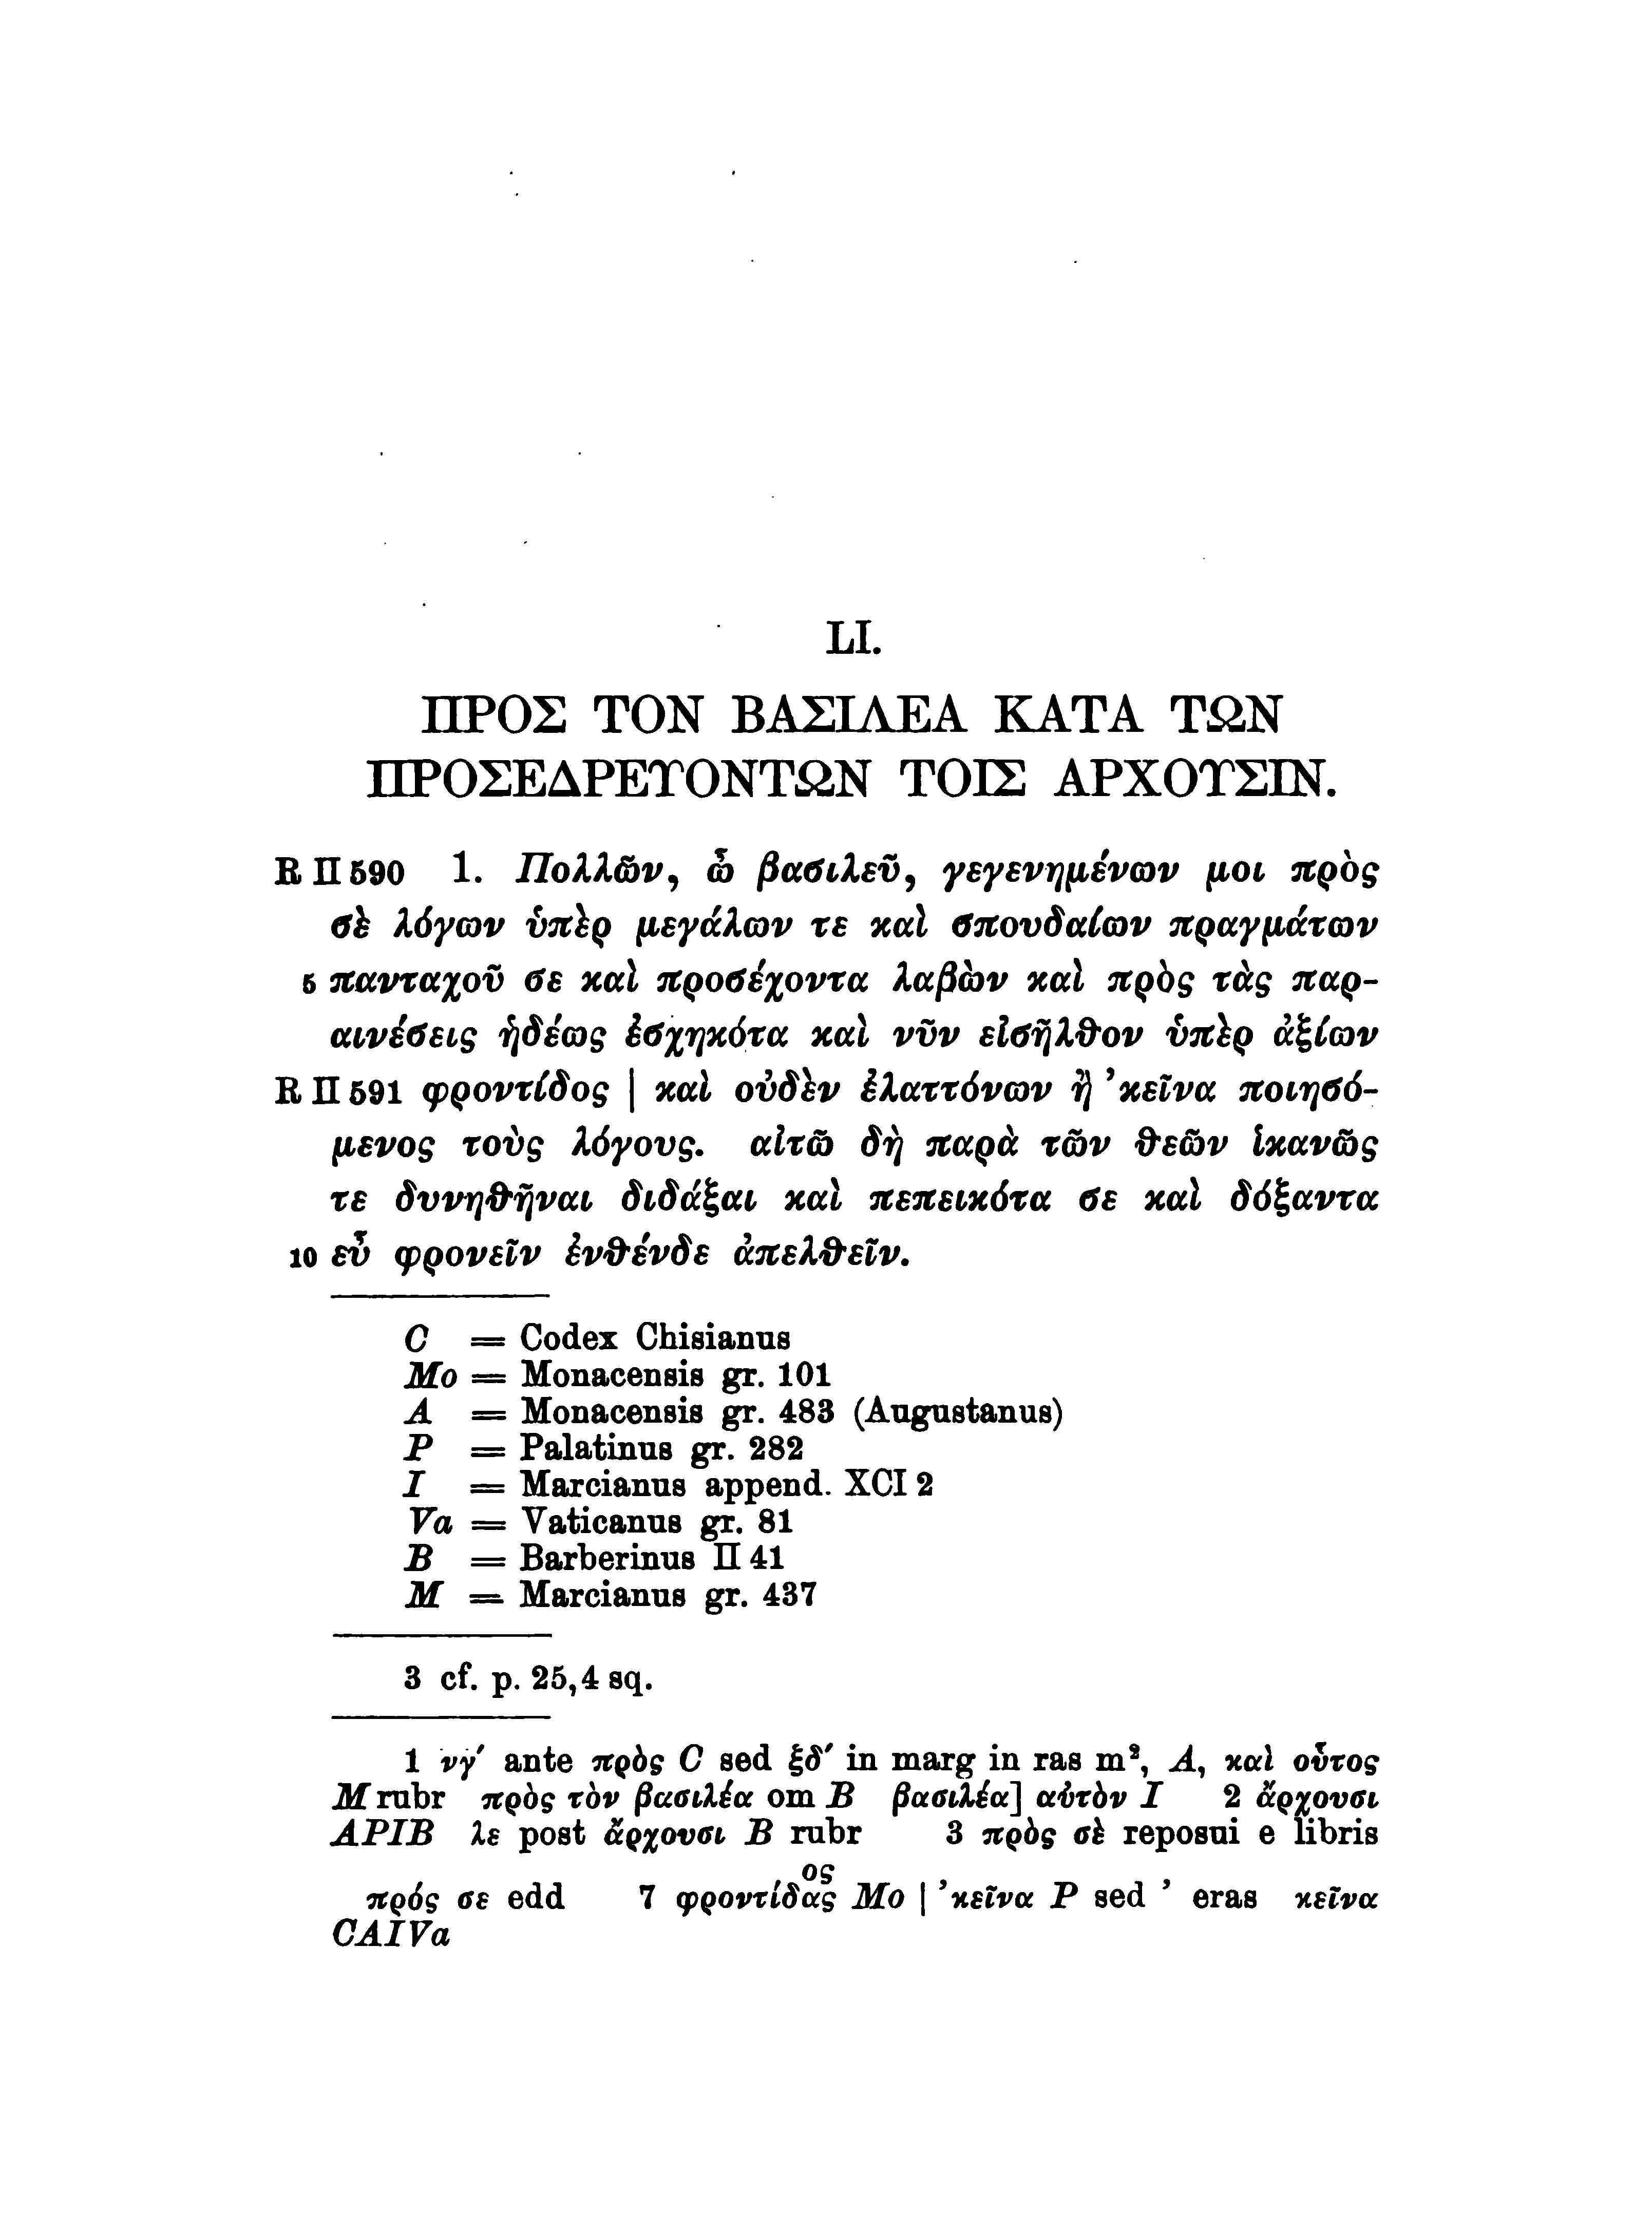 LI.
ΠΡΟΣ ΤΟΝ ΒΑΣΙΛΕΑ ΚΑΤΑ ΤΩΝ
ΠΡΟΣΕΔΡΕΥΟΝΤΩΝ ΤΟΙΣ ΑΡΧΟΥΣΙΝ.
R II 590 1. Πολλῶν, ὦ βασιλεῦ, γεγενημένων μοι πρὸς
σὲ λόγων ὑπὲρ μεγάλων τε καὶ σπουδαίων πραγμάτων
5 πανταχοῦ σε καὶ προσέχοντα λαβὼν καὶ πρὸς τὰς παρ-
αινέσεις ἡδέως ἐσχηκότα καὶ νῦν εἰσῆλθον ὑπὲρ ἀξίων
R II 591 φροντίδος | καὶ οὐδὲν ἐλαττόνων ἢ ’κεῖνα ποιησό-
μενος τοὺς λόγους. αἰτῶ δὴ παρὰ τῶν θεῶν ἱκανῶς
τε δυνηθῆναι διδάξαι καὶ πεπεικότα σε καὶ δόξαντα
10 εὖ φρονεῖν ἐνθένδε ἀπελθεῖν.
C = Codex Chisianus
Mo = Monacensis gr. 101
A = Monacensis gr. 483 (Augustanus)
P = Palatinus gr. 282
I = Marcianus append. XCI 2
Va = Vaticanus gr. 81
B = Barberinus II 41
M = Marcianus gr. 437
3 cf. p. 25,4 sq.
1 νγ′ ante πρὸς C sed ξδ′ in marg in ras m², A, καὶ οὗτος
M rubr πρὸς τὸν βασιλέα om B βασιλέα] αὐτὸν I 2 ἄρχουσι
APIB λε post ἄρχουσι B rubr 3 πρὸς σὲ reposui e libris
ος
πρός σε edd 7 φροντίδας Mo | ’κεῖνα P sed ’ eras κεῖνα
CAIVa